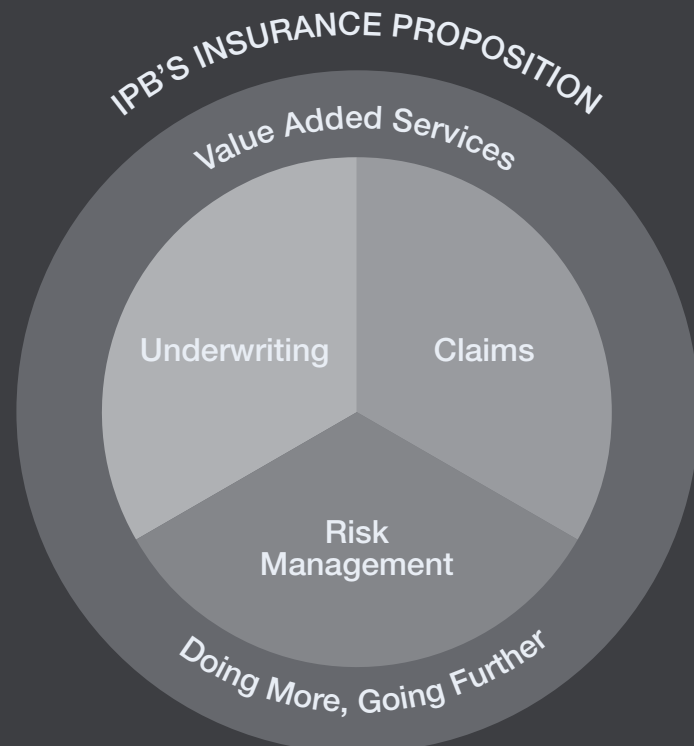 IPB’S INSURANCE PROPOSITION
Value Added Services
Underwriting
Claims
Risk
Management
Doing More, Going Further